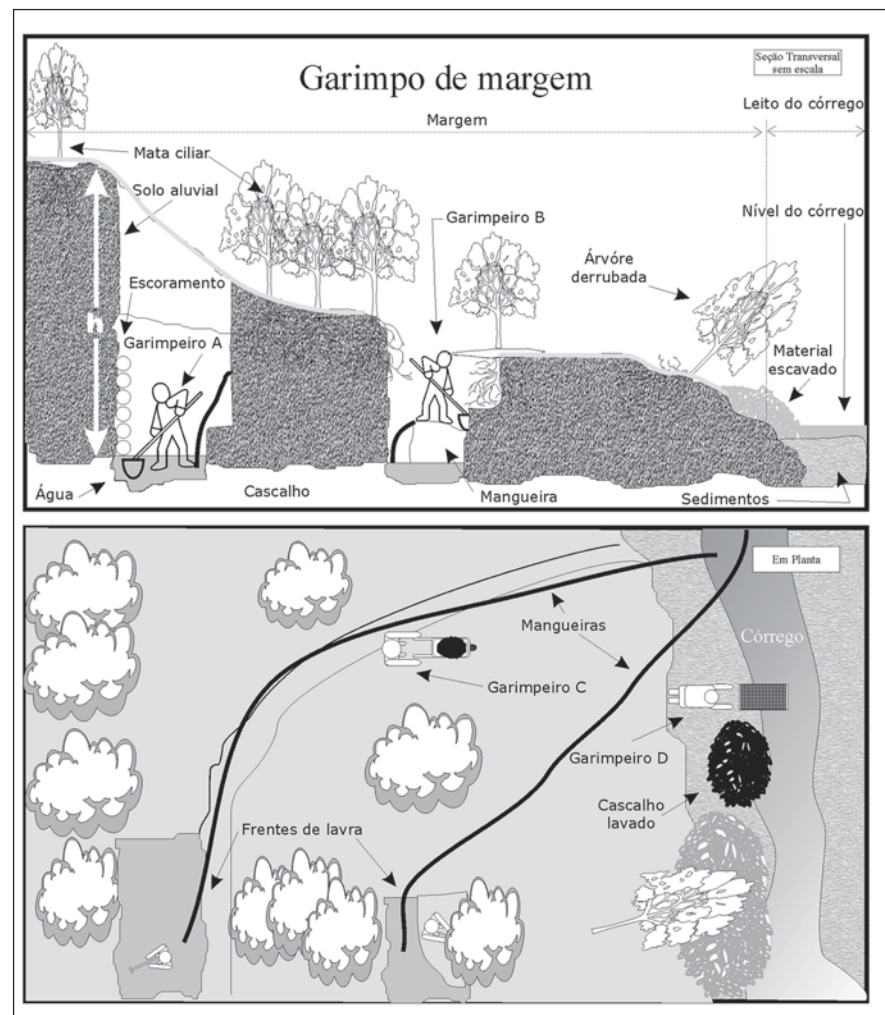 Seção Transversal
sem escala
Garimpo de margem
Leito do córrego
Margem
Mata ciliar
Solo aluvial
Garimpeiro B
Nível do córrego
Árvóre
derrubada
Escoramento
h
Garimpeiro A
Material
escavado
Água
Cascalho
Mangueira
Sedimentos
Em Planta
Mangueiras
Córrego
Garimpeiro C
Garimpeiro D
Cascalho
lavado
Frentes de lavra